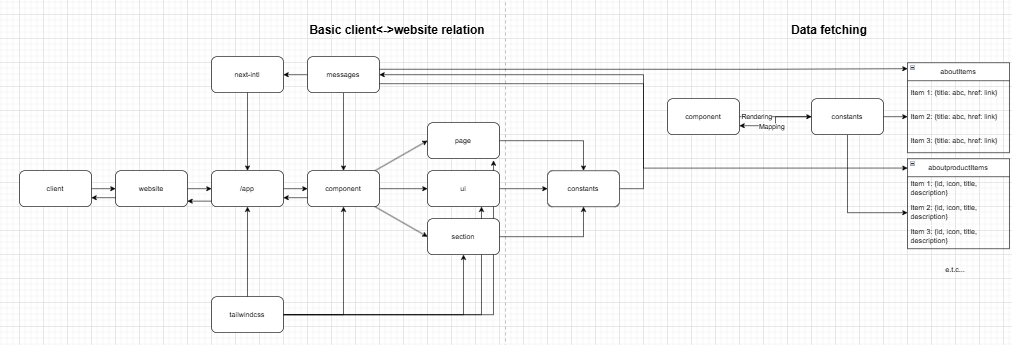 Basic client<->website relation
Data fetching
next-intl
messages
client
website
/app
component
page
ui
section
constants
tailwindcss
component
Rendering
Mapping
constants
aboutItems
Item 1: {title: abc, href: link}
Item 2: {title: abc, href: link}
Item 3: {title: abc, href: link}
aboutproductItems
Item 1: {id, icon, title,
description}
Item 2: {id, icon, title,
description}
Item 3: {id, icon, title,
description}
e.t.c...